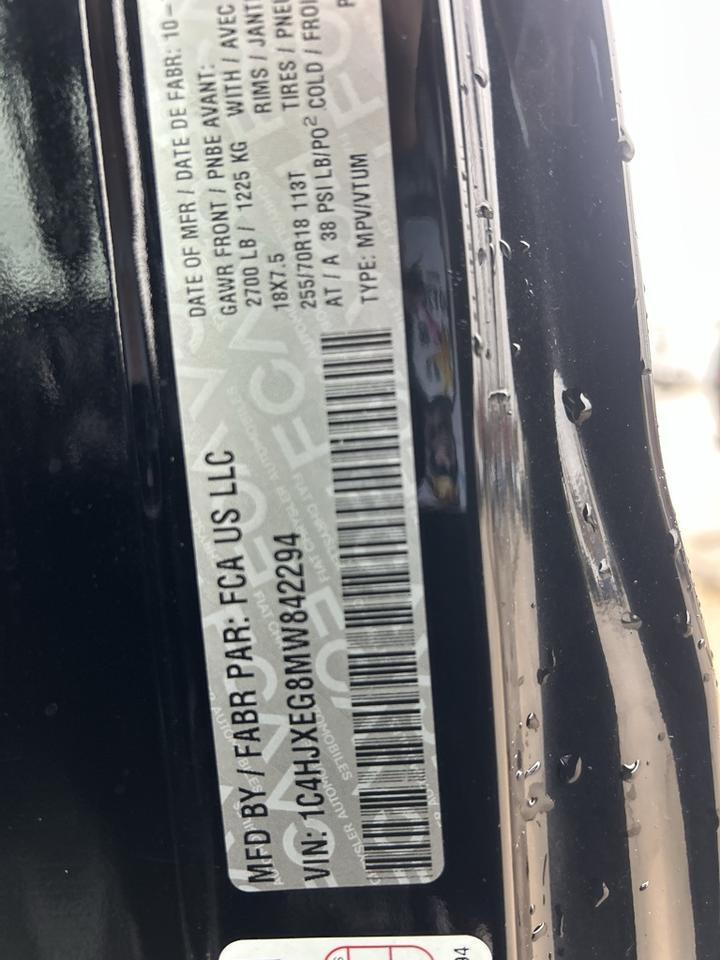 MFD BY / FABR PAR: FCA US LLC
DATE OF MFR / DATE DE FABR: 10-
GAWR FRONT / PNBE AVANT:
2700 LB / 1225 KG WITH / AVEC
18X7.5 RIMS / JANT
255/70R18 113T TIRES / PNE
AT / A 38 PSI LB/PO² COLD / FROI
VIN: 1C4HJXEG8MW842294
TYPE: MPV/VTUM
94